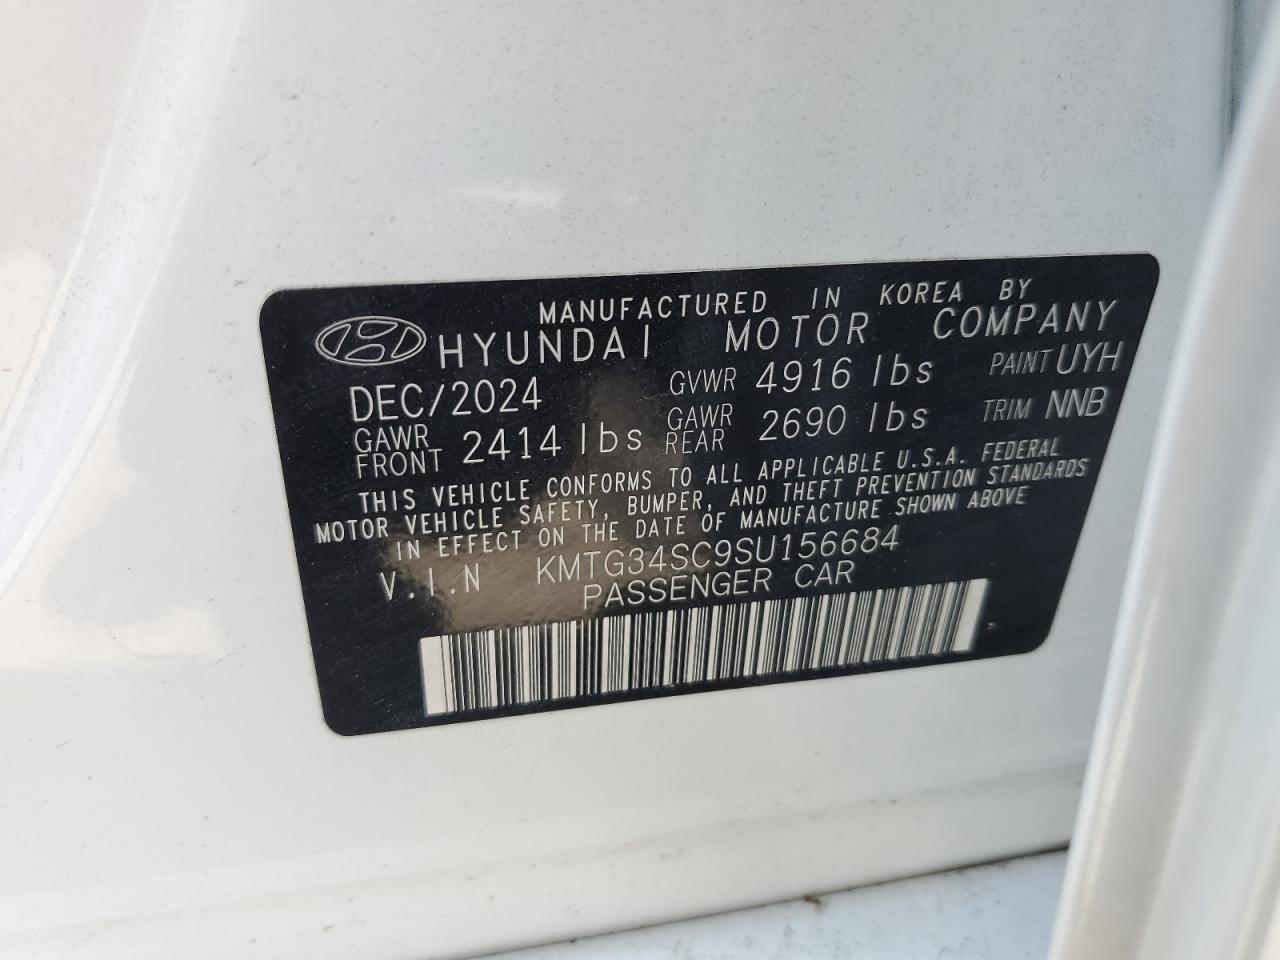 MANUFACTURED IN KOREA BY
HYUNDAI MOTOR COMPANY
DEC/2024 GVWR 4916 lbs PAINT UYH
GAWR FRONT 2414 lbs GAWR REAR 2690 lbs TRIM NNB
THIS VEHICLE CONFORMS TO ALL APPLICABLE U.S.A. FEDERAL
MOTOR VEHICLE SAFETY, BUMPER, AND THEFT PREVENTION STANDARDS
IN EFFECT ON THE DATE OF MANUFACTURE SHOWN ABOVE
V.I.N KMTG34SC9SU156684
PASSENGER CAR